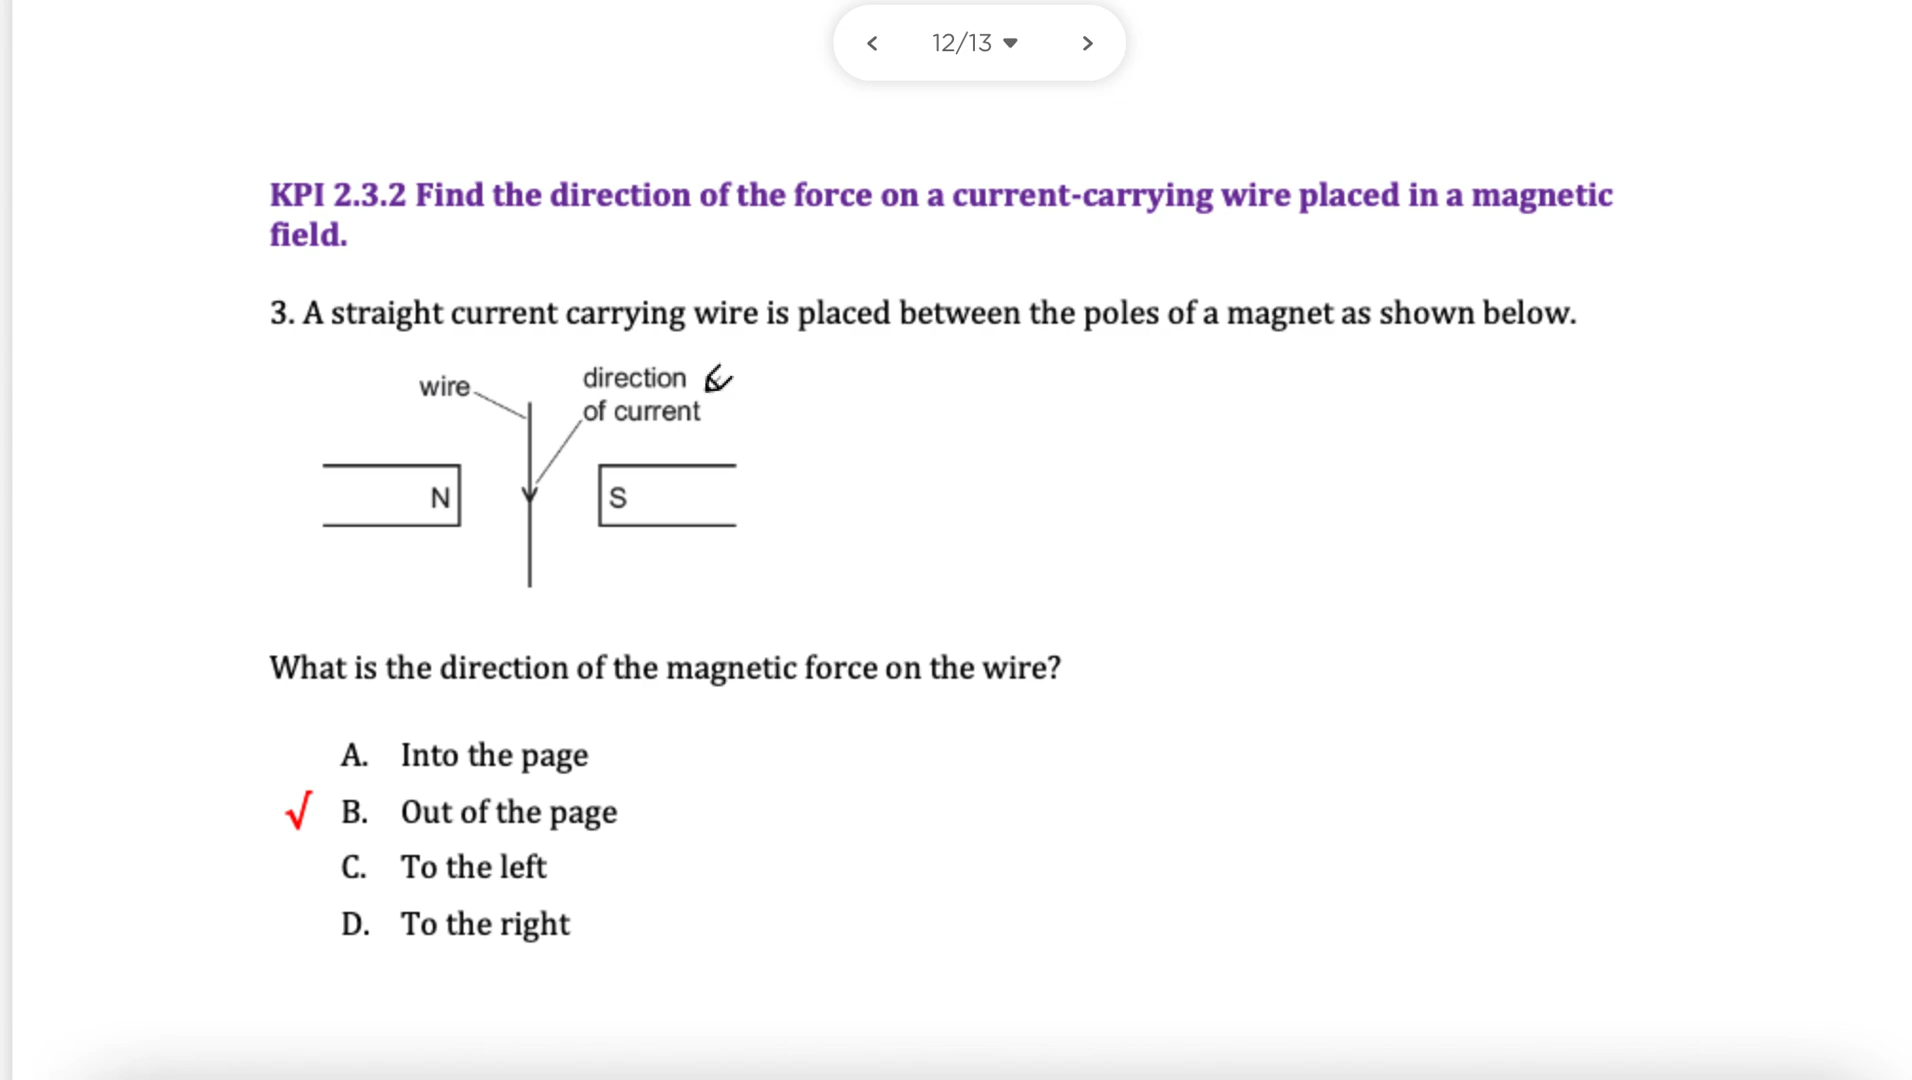 12/13
KPI 2.3.2 Find the direction of the force on a current-carrying wire placed in a magnetic
field.
3. A straight current carrying wire is placed between the poles of a magnet as shown below.
wire
direction
of current
N
S
What is the direction of the magnetic force on the wire?
A. Into the page
B. Out of the page
C. To the left
D. To the right